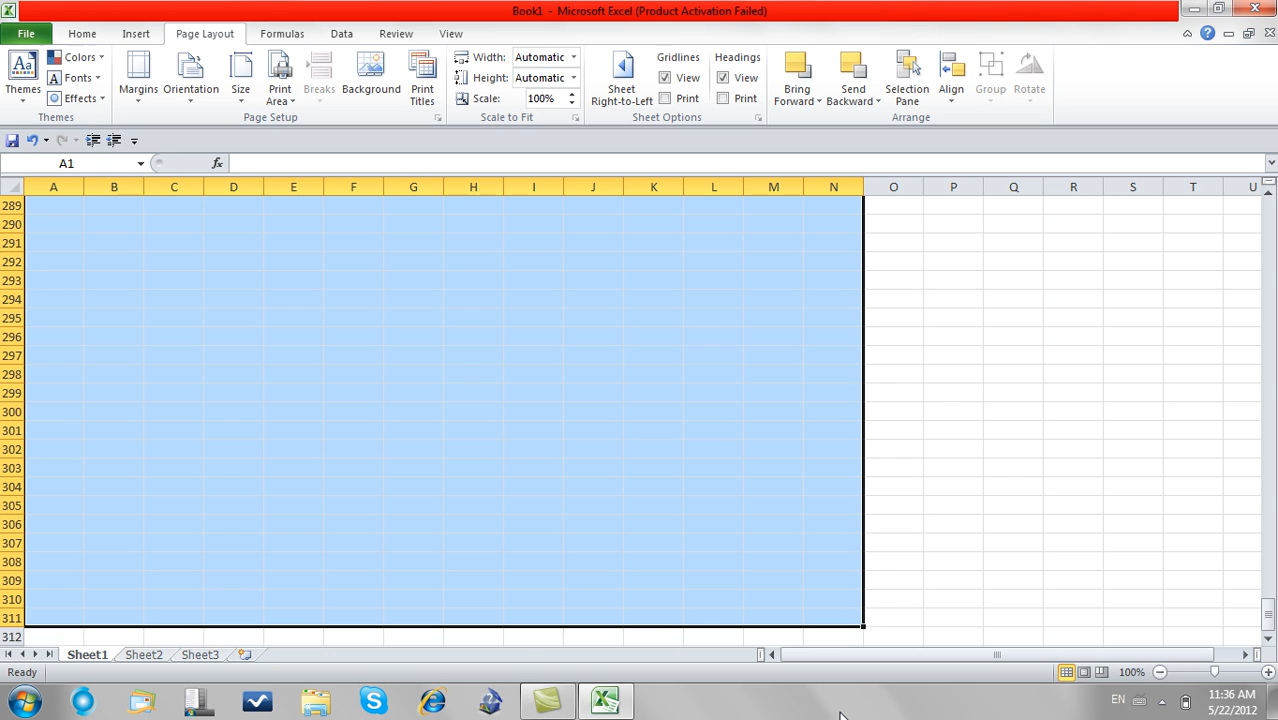 Book1 - Microsoft Excel (Product Activation Failed)
File Home Insert Page Layout Formulas Data Review View
Themes Colors Fonts Effects Themes
Margins Orientation Size Print Area Breaks Background Print Titles Page Setup
Width: Automatic
Height: Automatic
Scale: 100%
Scale to Fit
Sheet Right-to-Left Gridlines View Print Headings View Print Sheet Options
Bring Forward Send Backward Selection Pane Align Group Rotate Arrange
A1 fx
A B C D E F G H I J K L M N O P Q R S T U
289
290
291
292
293
294
295
296
297
298
299
300
301
302
303
304
305
306
307
308
309
310
311
312
Sheet1 Sheet2 Sheet3
Ready 100%
EN 11:36 AM
5/22/2012